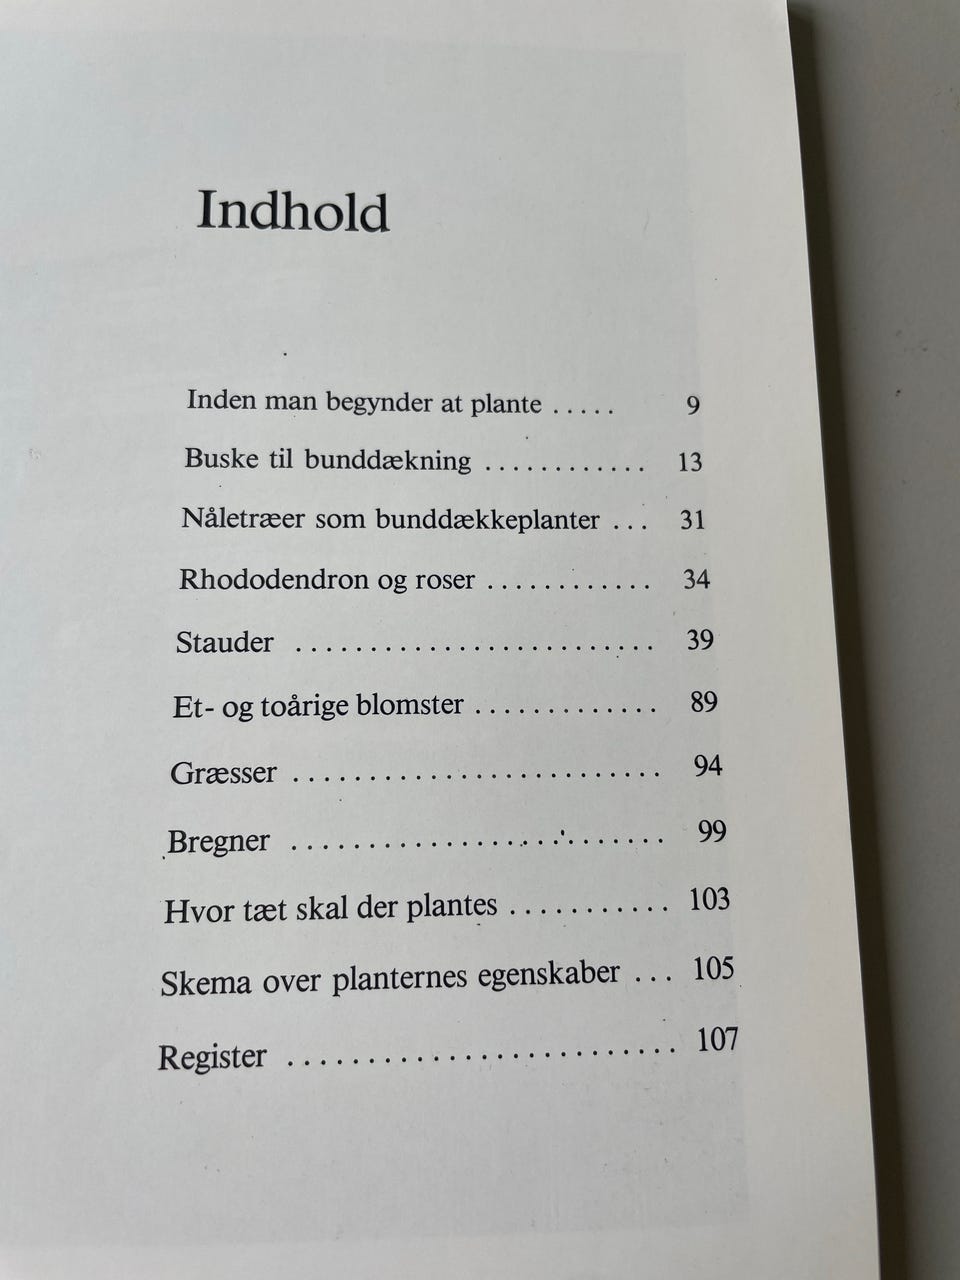 Indhold
Inden man begynder at plante ..... 9
Buske til bunddækning ............ 13
Nåletræer som bunddækkeplanter ... 31
Rhododendron og roser ............ 34
Stauder .......................... 39
Et- og toårige blomster ............. 89
Græsser .......................... 94
Bregner .......................... 99
Hvor tæt skal der plantes ........... 103
Skema over planternes egenskaber ... 105
Register .......................... 107